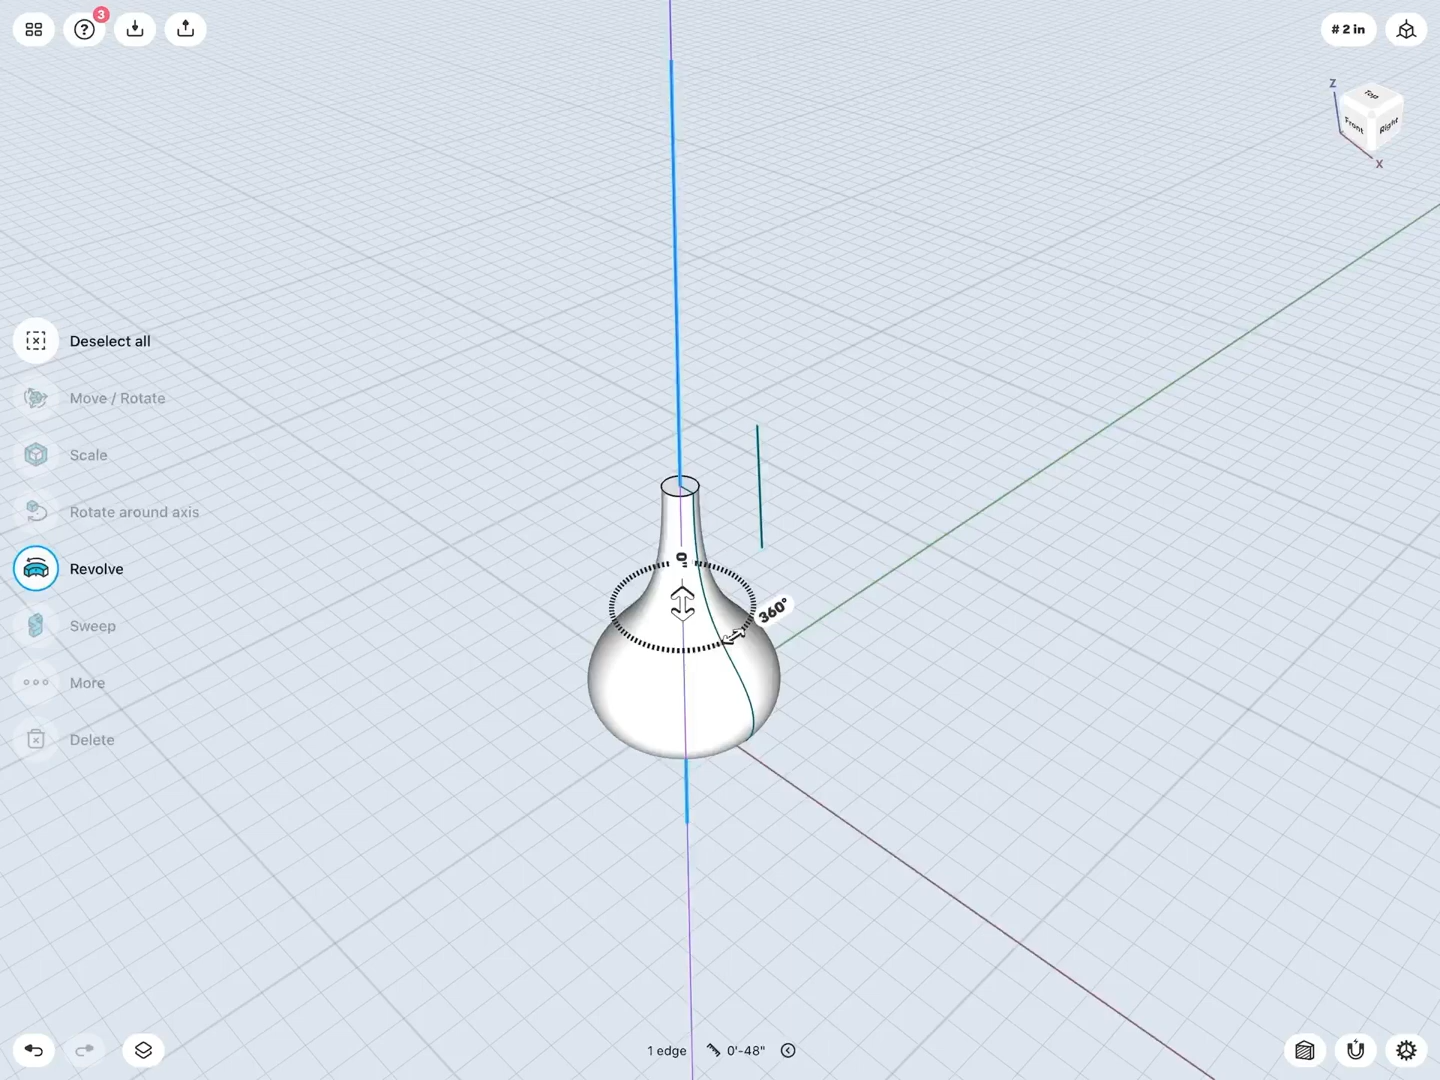 3
# 2 in
Z
Top
Front
Right
X
Deselect all
Move / Rotate
Scale
Rotate around axis
Revolve
Sweep
More
Delete
0"
360°
1 edge
0'-48"